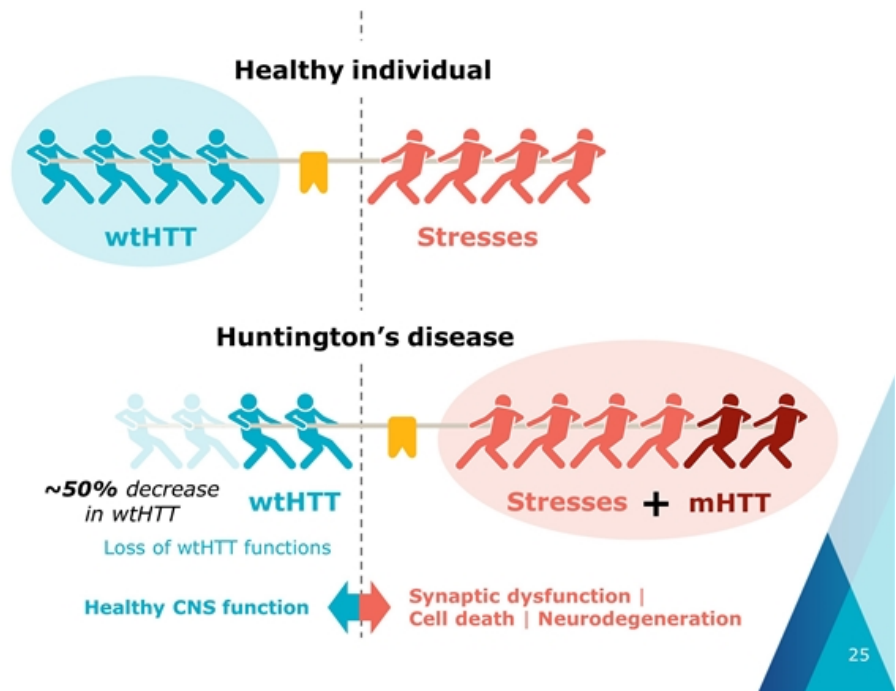 Healthy individual
wtHTT
Stresses
Huntington’s disease
~50% decrease
in wtHTT
wtHTT
Stresses + mHTT
Loss of wtHTT functions
Healthy CNS function
Synaptic dysfunction |
Cell death | Neurodegeneration
25